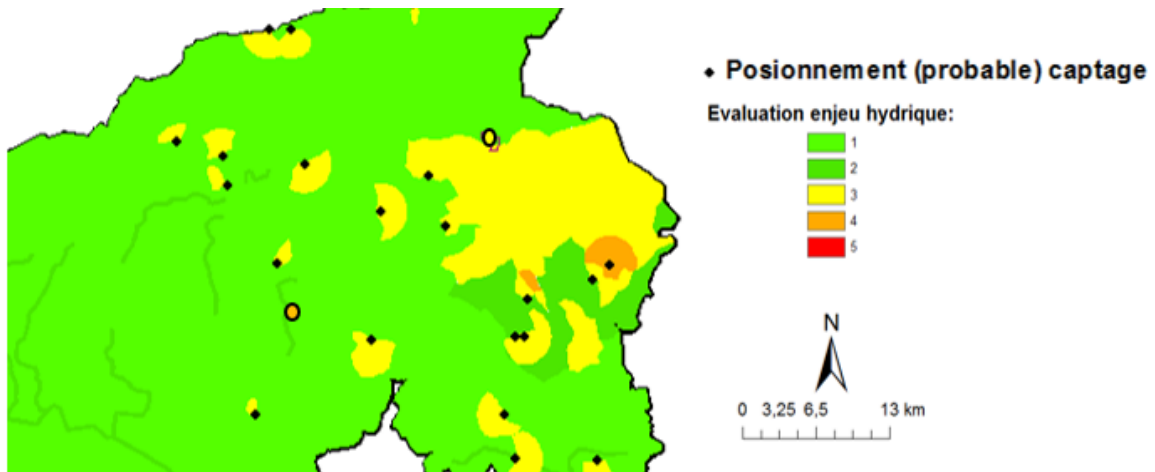 Posionnement (probable) captage
Evaluation enjeu hydrique:
1
2
3
4
5
N
0 3,25 6,5 13 km